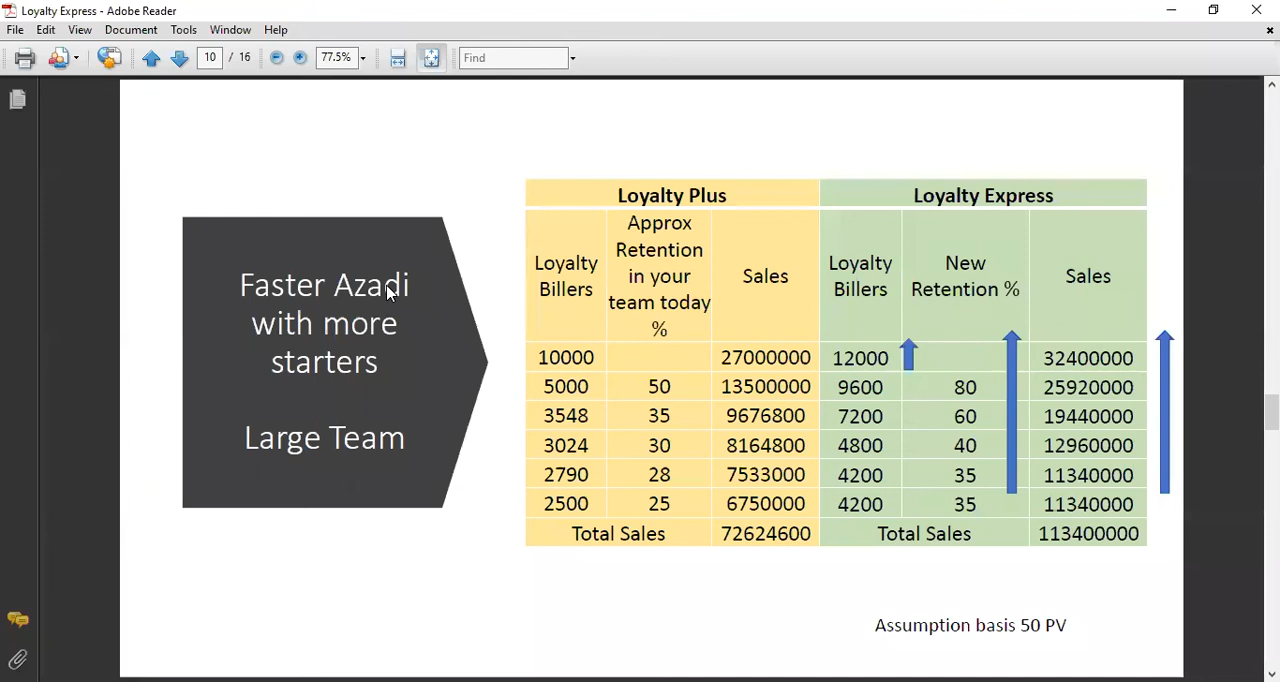 Loyalty Express - Adobe Reader
File Edit View Document Tools Window Help
10 / 16 77.5% Find
Faster Azadi
with more
starters
Large Team
Loyalty Plus Loyalty Express
Loyalty Billers Approx Retention in your team today % Sales Loyalty Billers New Retention % Sales
10000 27000000 12000 32400000
5000 50 13500000 9600 80 25920000
3548 35 9676800 7200 60 19440000
3024 30 8164800 4800 40 12960000
2790 28 7533000 4200 35 11340000
2500 25 6750000 4200 35 11340000
Total Sales 72624600 Total Sales 113400000
Assumption basis 50 PV